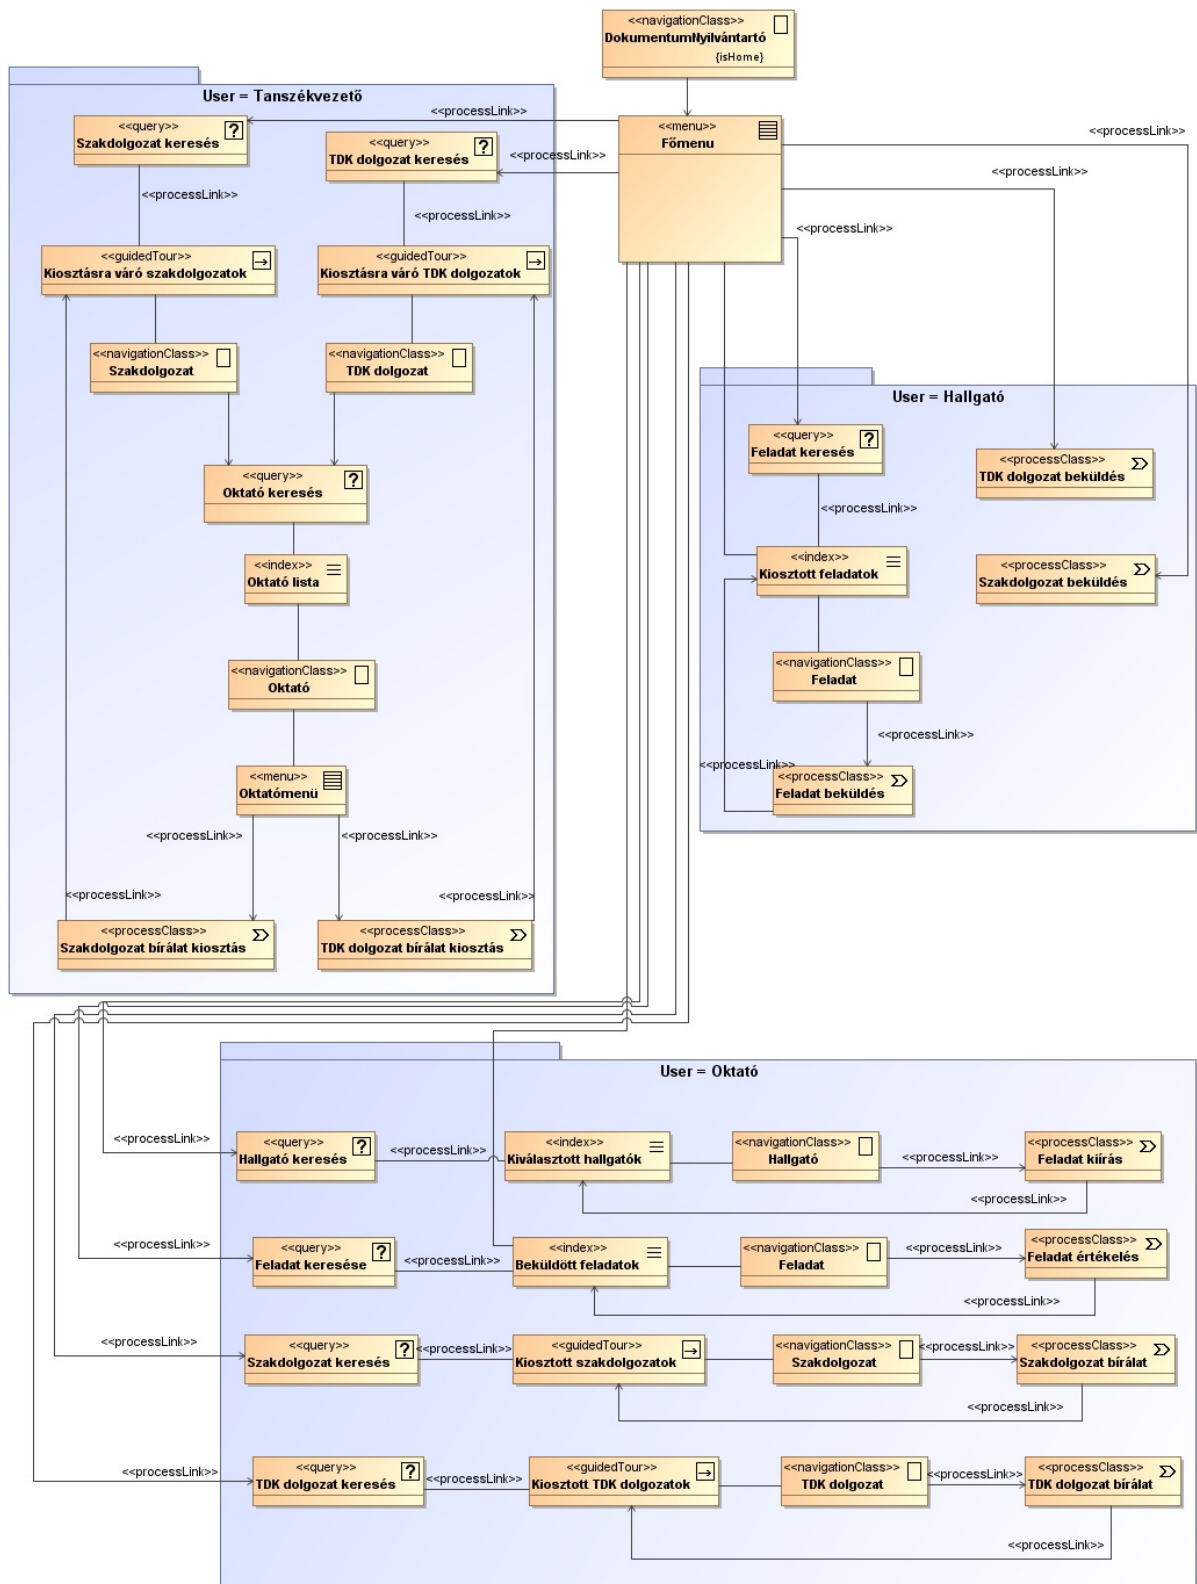 <<navigationClass>>
DokumentumNyilvántartó
{isHome}
User = Tanszékvezető
<<processLink>>
<<query>>
Szakdolgozat keresés
?
<<query>>
TDK dolgozat keresés
?
<<processLink>>
<<menu>>
Főmenu
<<processLink>>
<<processLink>>
<<processLink>>
<<processLink>>
<<processLink>>
<<guidedTour>>
Kiosztásra váró szakdolgozatok
<<guidedTour>>
Kiosztásra váró TDK dolgozatok
<<navigationClass>>
Szakdolgozat
<<navigationClass>>
TDK dolgozat
<<query>>
Oktató keresés
?
<<index>>
Oktató lista
<<navigationClass>>
Oktató
<<menu>>
Oktatómenü
<<processLink>>
<<processLink>>
<<processLink>>
<<processLink>>
<<processClass>>
Szakdolgozat bírálat kiosztás
<<processClass>>
TDK dolgozat bírálat kiosztás
User = Hallgató
<<query>>
Feladat keresés
?
<<processClass>>
TDK dolgozat beküldés
<<processLink>>
<<index>>
Kiosztott feladatok
<<processClass>>
Szakdolgozat beküldés
<<navigationClass>>
Feladat
<<processLink>>
<<processLink>>
<<processClass>>
Feladat beküldés
User = Oktató
<<processLink>>
<<query>>
Hallgató keresés
?
<<processLink>>
<<index>>
Kiválasztott hallgatók
<<navigationClass>>
Hallgató
<<processLink>>
<<processClass>>
Feladat kiírás
<<processLink>>
<<processLink>>
<<query>>
Feladat keresése
?
<<processLink>>
<<index>>
Beküldött feladatok
<<navigationClass>>
Feladat
<<processLink>>
<<processClass>>
Feladat értékelés
<<processLink>>
<<processLink>>
<<query>>
Szakdolgozat keresés
?
<<processLink>>
<<guidedTour>>
Kiosztott szakdolgozatok
<<navigationClass>>
Szakdolgozat
<<processLink>>
<<processClass>>
Szakdolgozat bírálat
<<processLink>>
<<processLink>>
<<query>>
TDK dolgozat keresés
?
<<processLink>>
<<guidedTour>>
Kiosztott TDK dolgozatok
<<navigationClass>>
TDK dolgozat
<<processLink>>
<<processClass>>
TDK dolgozat bírálat
<<processLink>>